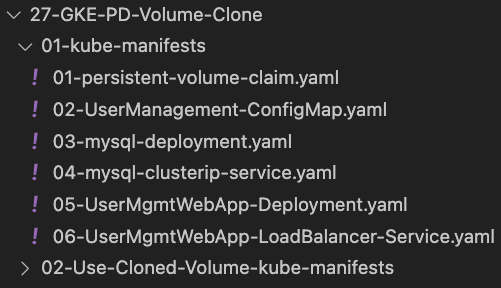 27-GKE-PD-Volume-Clone
01-kube-manifests
! 01-persistent-volume-claim.yaml
! 02-UserManagement-ConfigMap.yaml
! 03-mysql-deployment.yaml
! 04-mysql-clusterip-service.yaml
! 05-UserMgmtWebApp-Deployment.yaml
! 06-UserMgmtWebApp-LoadBalancer-Service.yaml
02-Use-Cloned-Volume-kube-manifests